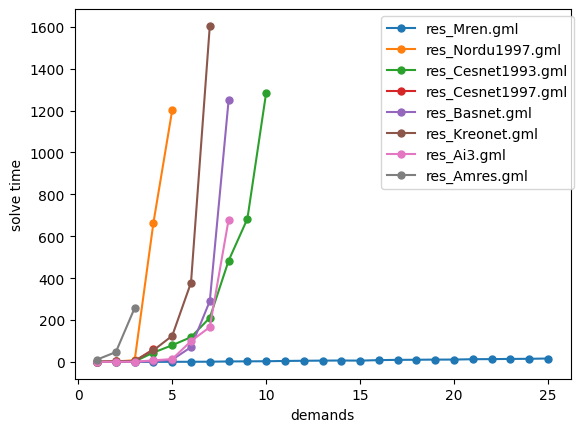 1600
1400
1200
1000
800
600
400
200
0
solve time
0
5
10
15
20
25
demands
res_Mren.gml
res_Nordu1997.gml
res_Cesnet1993.gml
res_Cesnet1997.gml
res_Basnet.gml
res_Kreonet.gml
res_Ai3.gml
res_Amres.gml